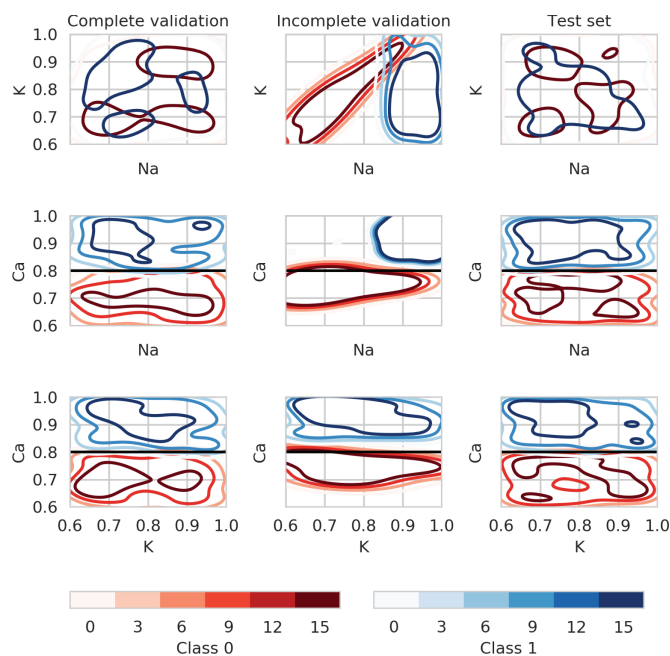 Complete validation Incomplete validation Test set
1.0
0.9
K
0.8
0.7
0.6
K
K
Na Na Na
1.0
0.9
Ca
0.8
0.7
0.6
Ca
Ca
Na Na Na
1.0
0.9
Ca
0.8
0.7
0.6
Ca
Ca
0.6 0.7 0.8 0.9 1.0 0.6 0.7 0.8 0.9 1.0 0.6 0.7 0.8 0.9 1.0
K K K
0 3 6 9 12 15 0 3 6 9 12 15
Class 0 Class 1